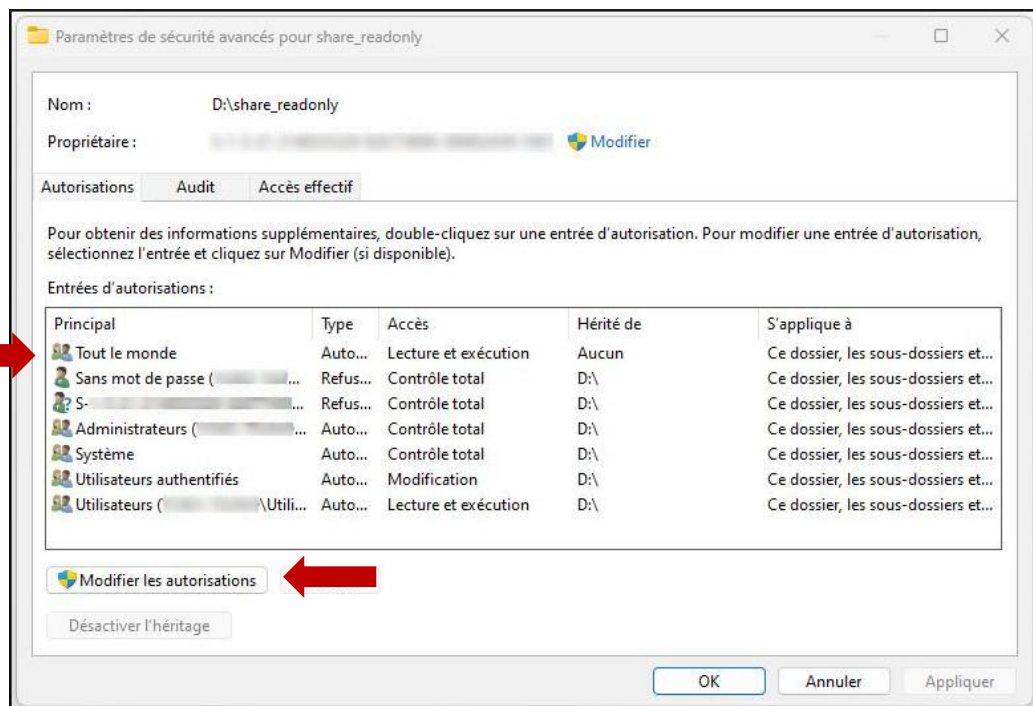 Paramètres de sécurité avancés pour share_readonly
Nom :
D:\share_readonly
Propriétaire :
Modifier
Autorisations Audit Accès effectif
Pour obtenir des informations supplémentaires, double-cliquez sur une entrée d'autorisation. Pour modifier une entrée d'autorisation,
sélectionnez l'entrée et cliquez sur Modifier (si disponible).
Entrées d'autorisations :
Principal Type Accès Hérité de S'applique à
Tout le monde Auto... Lecture et exécution Aucun Ce dossier, les sous-dossiers et...
Sans mot de passe ( ... Refus... Contrôle total D:\ Ce dossier, les sous-dossiers et...
S- ... Refus... Contrôle total D:\ Ce dossier, les sous-dossiers et...
Administrateurs ( ... Auto... Contrôle total D:\ Ce dossier, les sous-dossiers et...
Système Auto... Contrôle total D:\ Ce dossier, les sous-dossiers et...
Utilisateurs authentifiés Auto... Modification D:\ Ce dossier, les sous-dossiers et...
Utilisateurs ( \Utili... Auto... Lecture et exécution D:\ Ce dossier, les sous-dossiers et...
Modifier les autorisations
Désactiver l'héritage
OK Annuler Appliquer